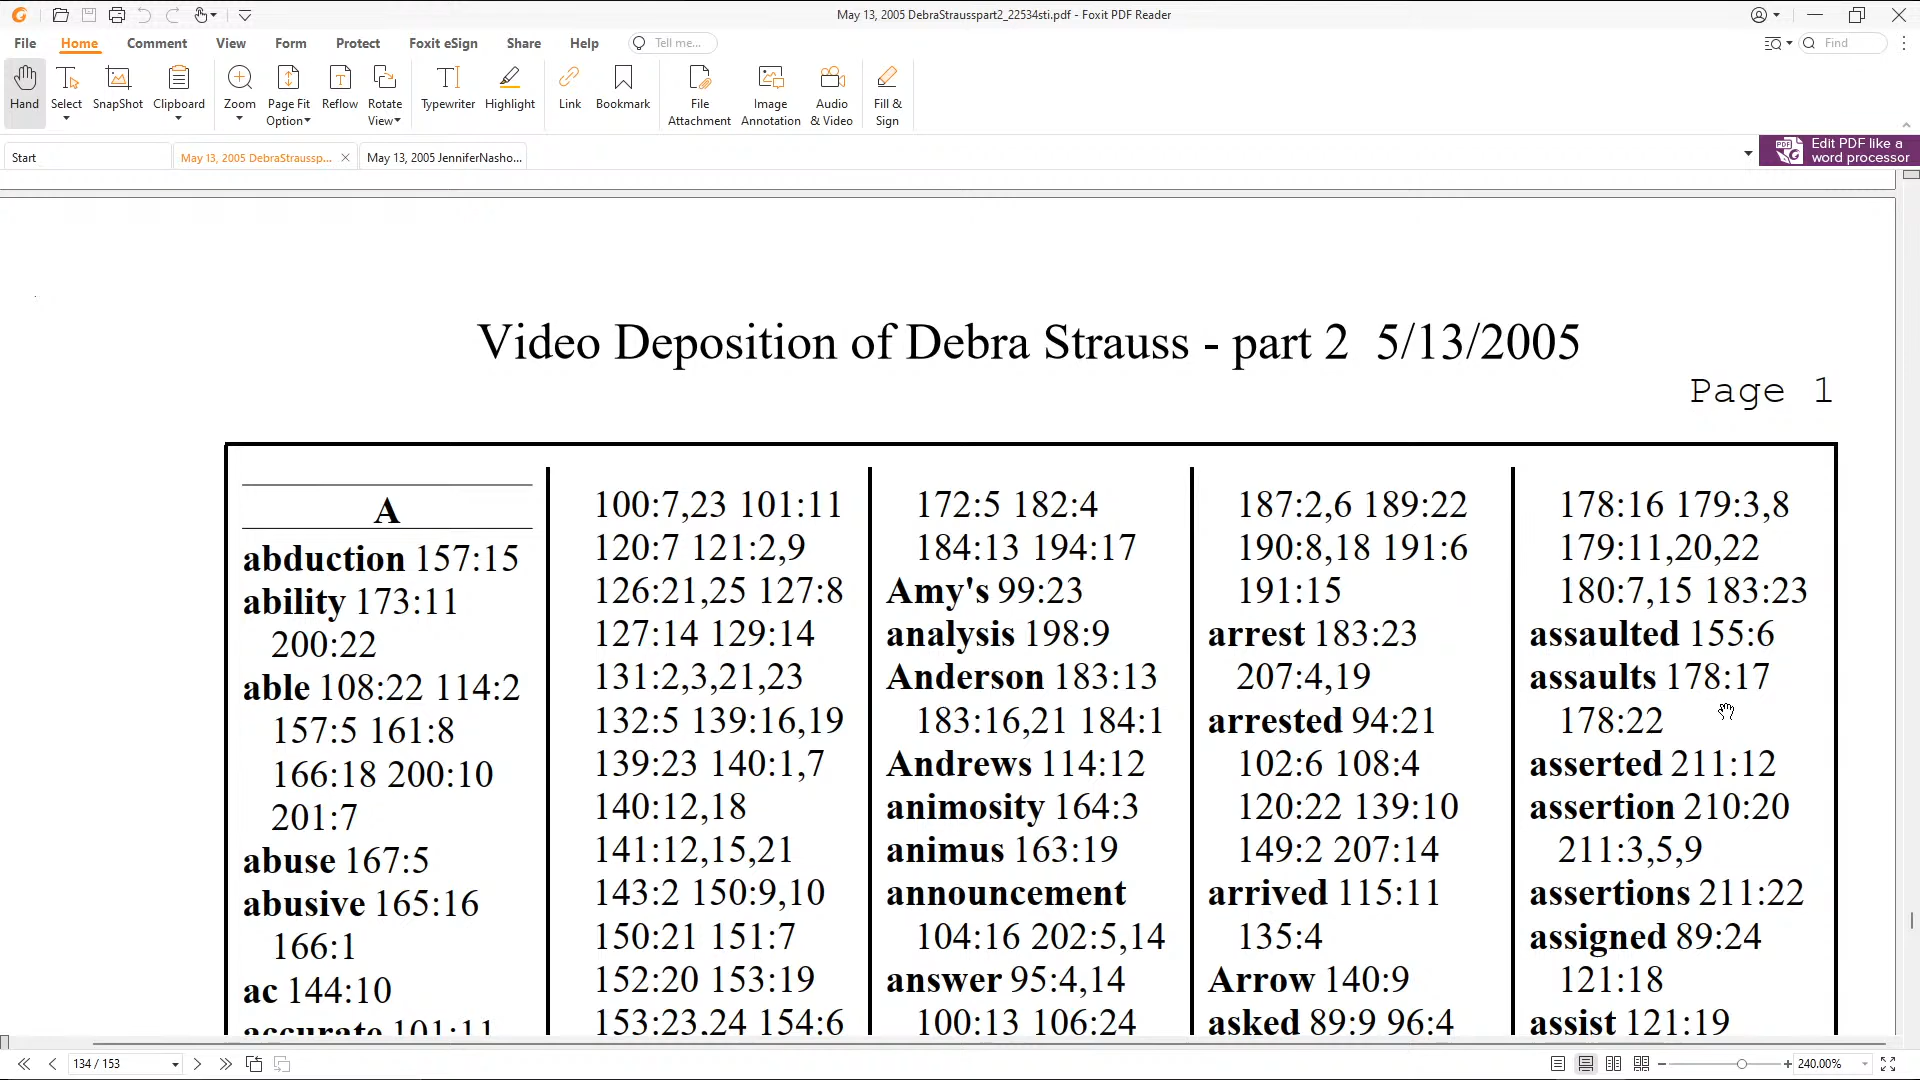 May 13, 2005 DebraStrausspart2_22534sti.pdf - Foxit PDF Reader
File Home Comment View Form Protect Foxit eSign Share Help Tell me... Find
Hand Select SnapShot Clipboard Zoom Page Fit Option Reflow Rotate View Typewriter Highlight Link Bookmark File Attachment Image Annotation Audio & Video Fill & Sign
Start May 13, 2005 DebraStraussp... May 13, 2005 JenniferNasho...
Edit PDF like a
word processor
Video Deposition of Debra Strauss - part 2 5/13/2005
Page 1
A
abduction 157:15
ability 173:11
200:22
able 108:22 114:2
157:5 161:8
166:18 200:10
201:7
abuse 167:5
abusive 165:16
166:1
ac 144:10
accurate 101:11
100:7,23 101:11
120:7 121:2,9
126:21,25 127:8
127:14 129:14
131:2,3,21,23
132:5 139:16,19
139:23 140:1,7
140:12,18
141:12,15,21
143:2 150:9,10
150:21 151:7
152:20 153:19
153:23,24 154:6
172:5 182:4
184:13 194:17
Amy's 99:23
analysis 198:9
Anderson 183:13
183:16,21 184:1
Andrews 114:12
animosity 164:3
animus 163:19
announcement
104:16 202:5,14
answer 95:4,14
100:13 106:24
187:2,6 189:22
190:8,18 191:6
191:15
arrest 183:23
207:4,19
arrested 94:21
102:6 108:4
120:22 139:10
149:2 207:14
arrived 115:11
135:4
Arrow 140:9
asked 89:9 96:4
178:16 179:3,8
179:11,20,22
180:7,15 183:23
assaulted 155:6
assaults 178:17
178:22
asserted 211:12
assertion 210:20
211:3,5,9
assertions 211:22
assigned 89:24
121:18
assist 121:19
134 / 153
240.00%